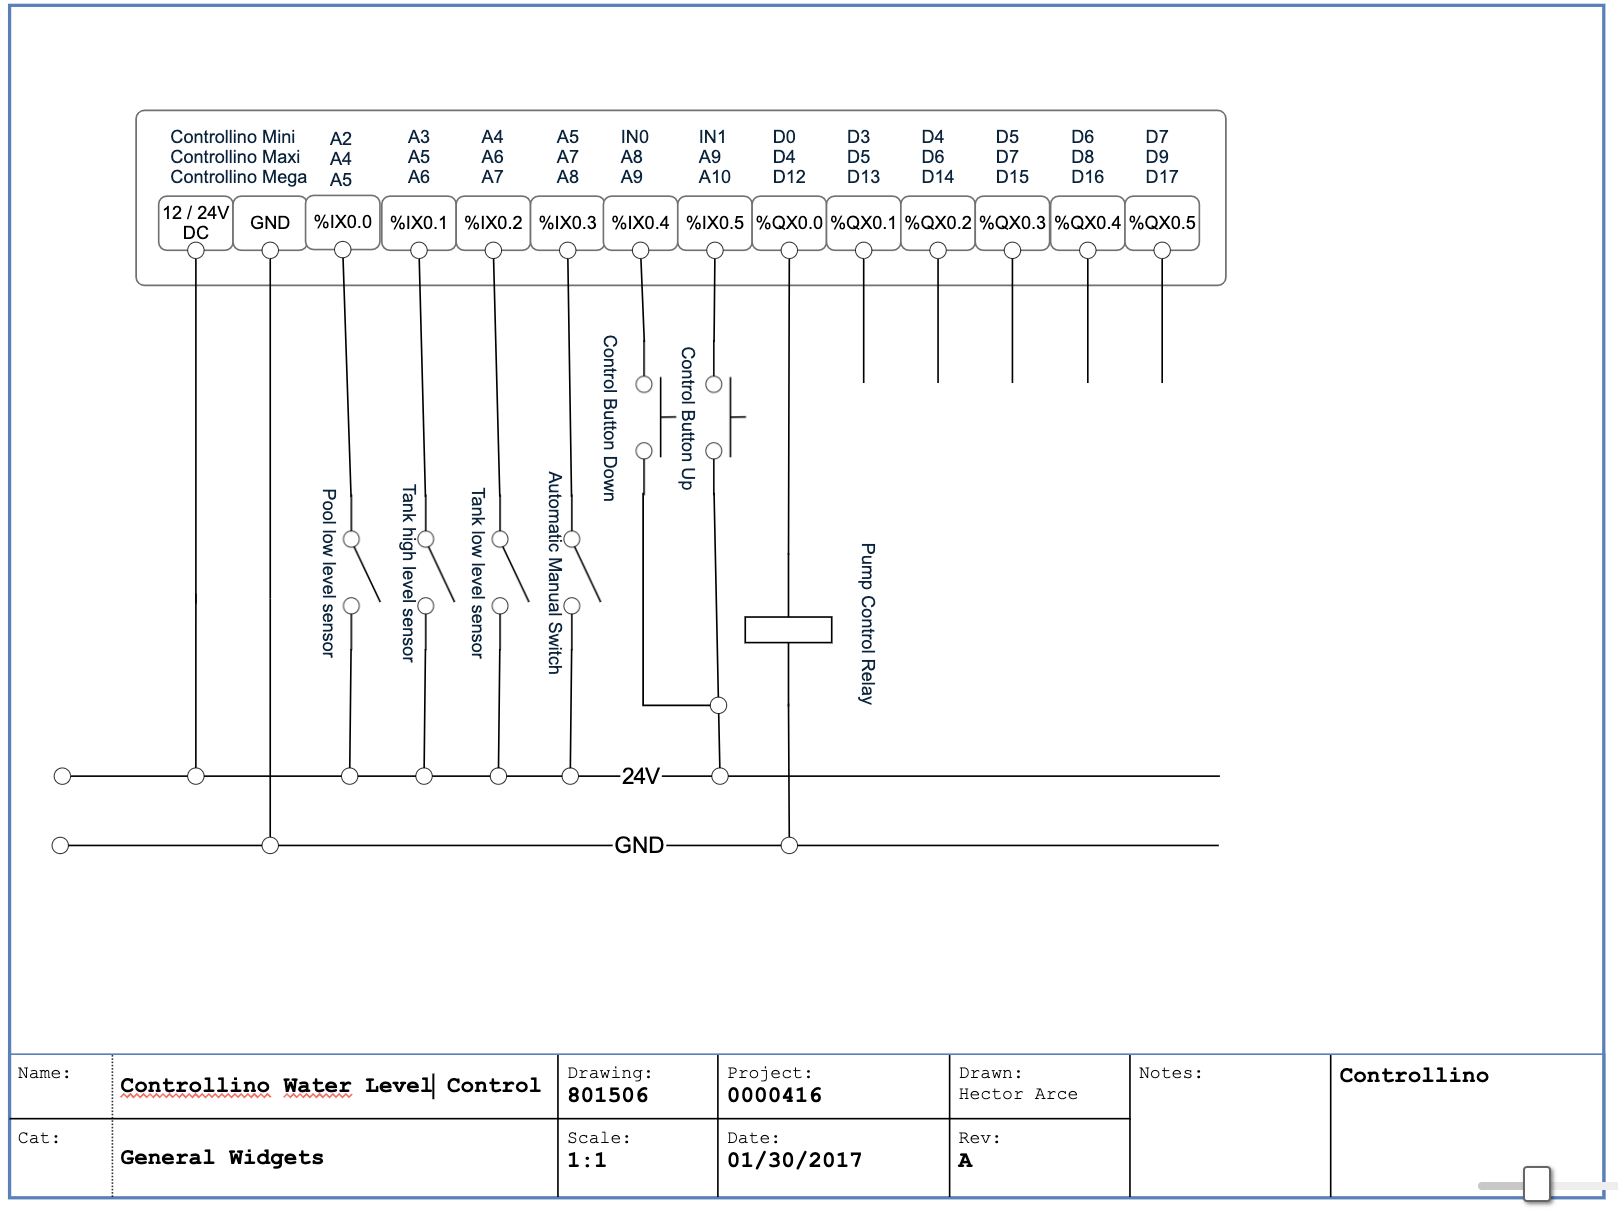 Controllino Mini A2 A3 A4 A5 IN0 IN1 D0 D3 D4 D5 D6 D7
Controllino Maxi A4 A5 A6 A7 A8 A9 D4 D5 D6 D7 D8 D9
Controllino Mega A5 A6 A7 A8 A9 A10 D12 D13 D14 D15 D16 D17
12 / 24V DC GND %IX0.0 %IX0.1 %IX0.2 %IX0.3 %IX0.4 %IX0.5 %QX0.0 %QX0.1 %QX0.2 %QX0.3 %QX0.4 %QX0.5
Pool low level sensor
Tank high level sensor
Tank low level sensor
Automatic Manual Switch
Control Button Down
Control Button Up
Pump Control Relay
24V
GND
Name:
Controllino Water Level Control
Drawing:
801506
Project:
0000416
Drawn:
Hector Arce
Notes:
Controllino
Cat:
General Widgets
Scale:
1:1
Date:
01/30/2017
Rev:
A